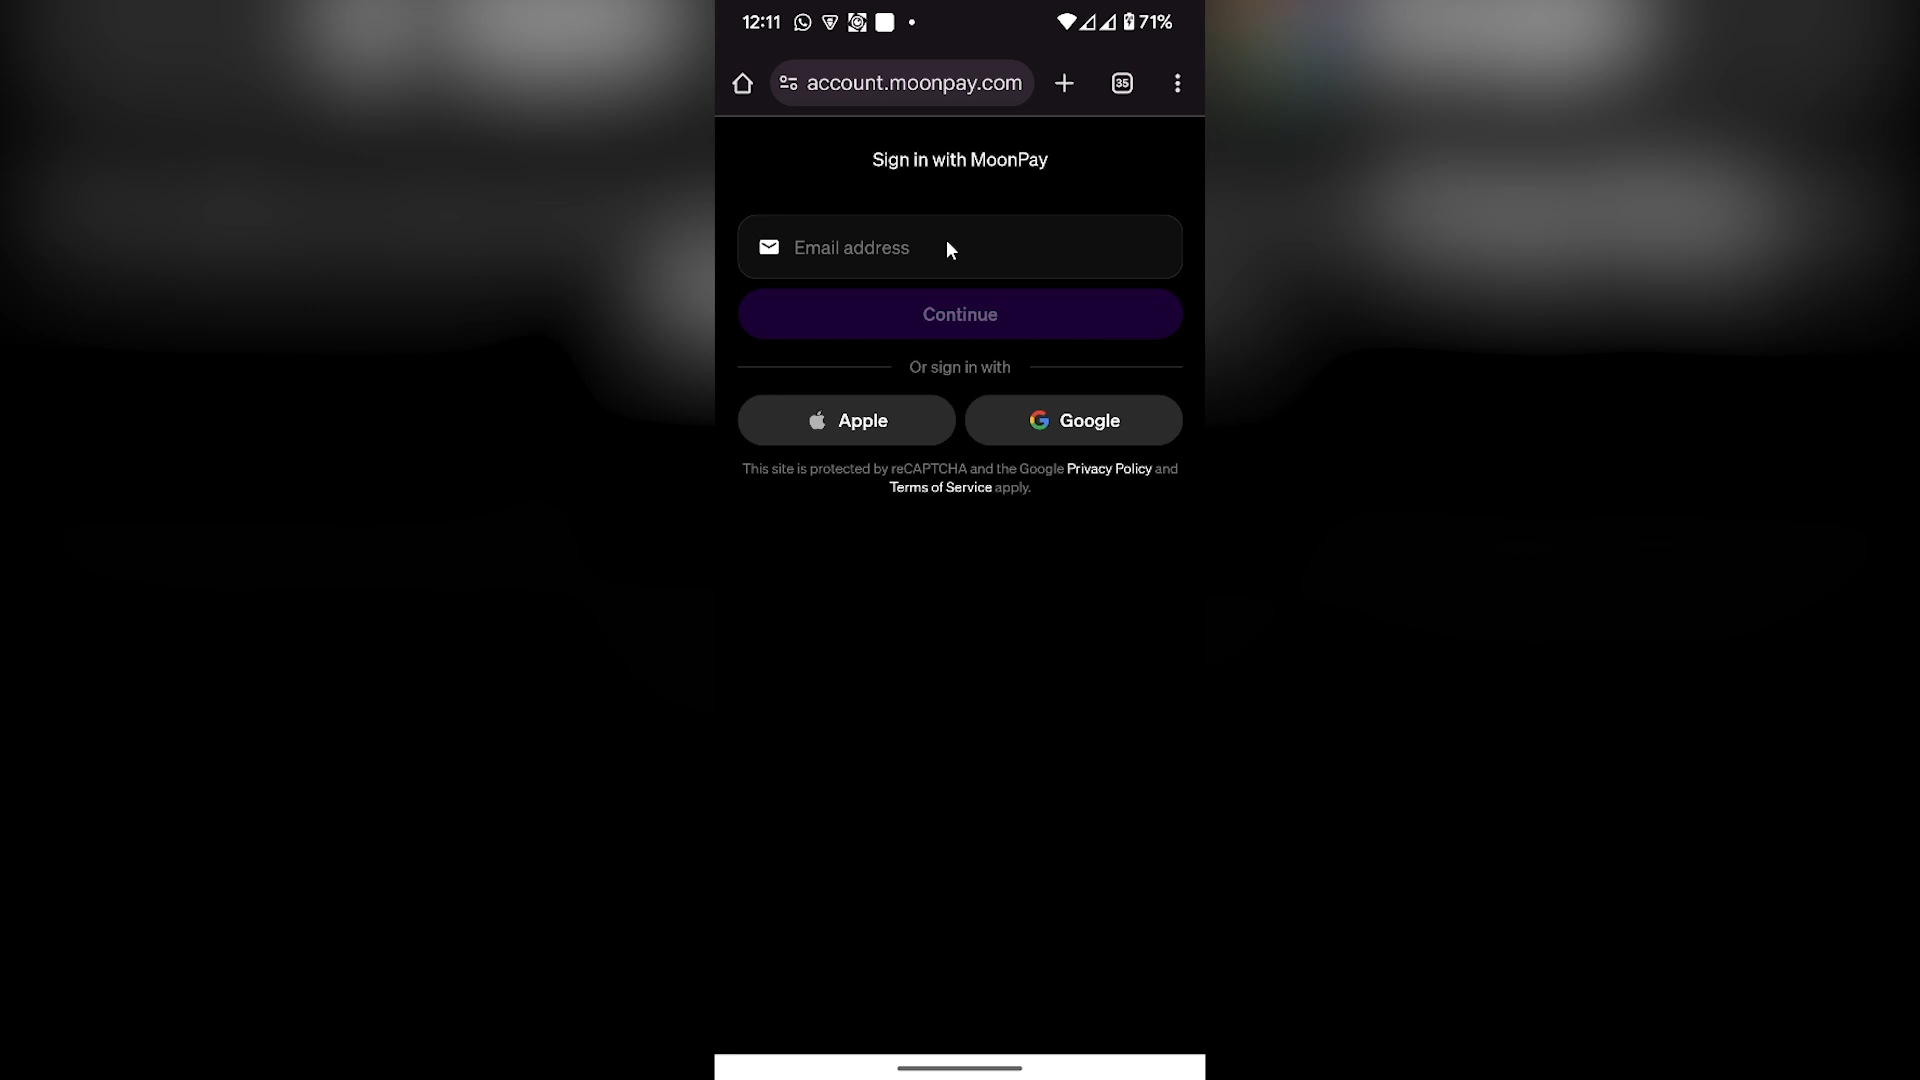 12:11 71%
account.moonpay.com 35
Sign in with MoonPay
Email address
Continue
Or sign in with
Apple Google
This site is protected by reCAPTCHA and the Google Privacy Policy and
Terms of Service apply.